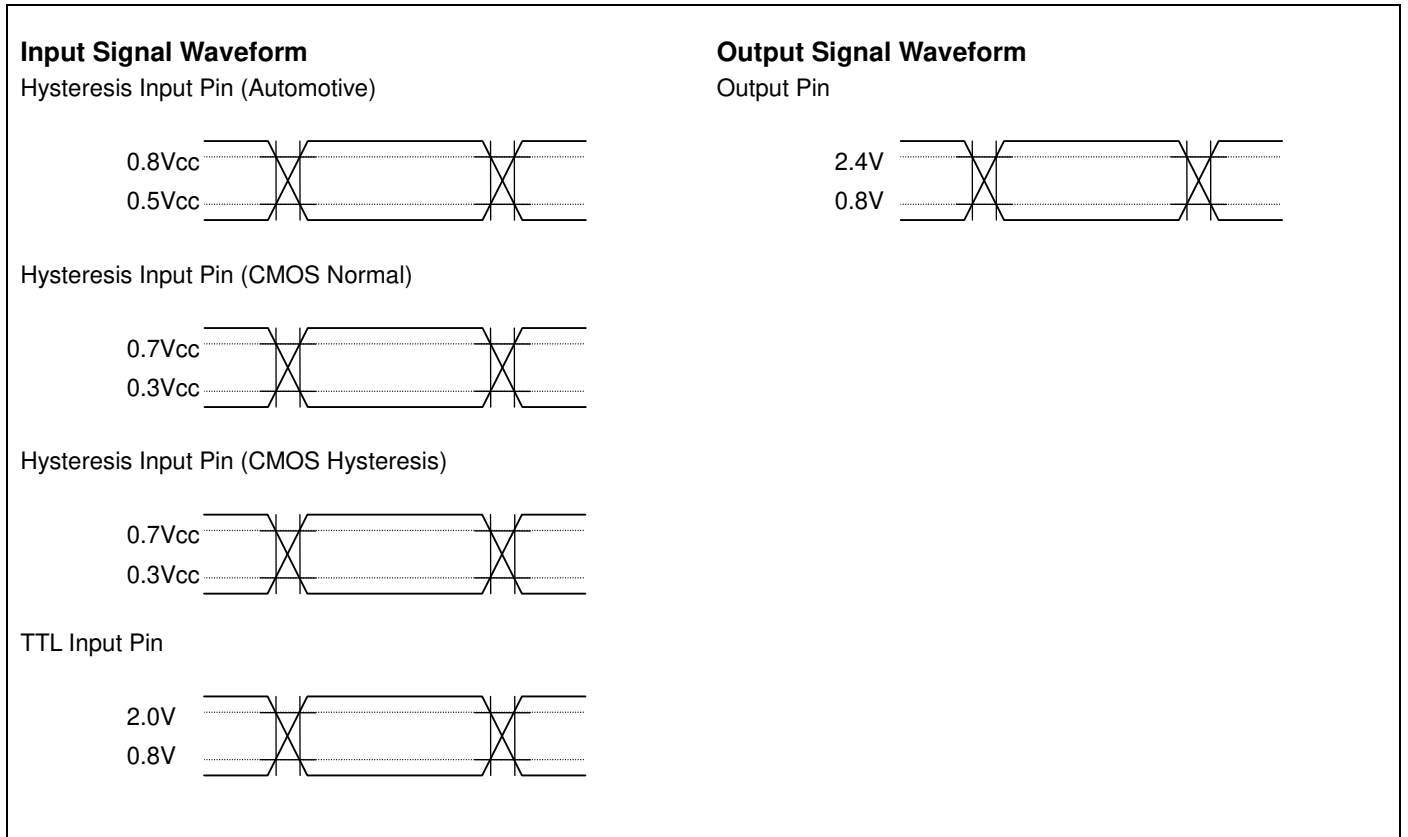 Input Signal Waveform
Hysteresis Input Pin (Automotive)
0.8Vcc
0.5Vcc
Hysteresis Input Pin (CMOS Normal)
0.7Vcc
0.3Vcc
Hysteresis Input Pin (CMOS Hysteresis)
0.7Vcc
0.3Vcc
TTL Input Pin
2.0V
0.8V
Output Signal Waveform
Output Pin
2.4V
0.8V